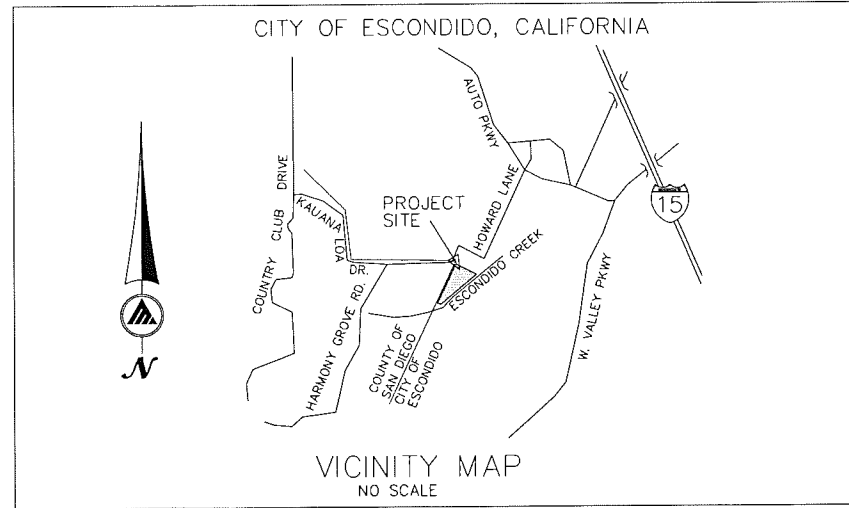 CITY OF ESCONDIDO, CALIFORNIA
AUTO PKWY
COUNTRY CLUB DRIVE
KAUANA
LOA
DR.
PROJECT
SITE
HOWARD LANE
15
ESCONDIDO CREEK
HARMONY GROVE RD.
COUNTY OF
SAN DIEGO
CITY OF
ESCONDIDO
W. VALLEY PKWY
N
VICINITY MAP
NO SCALE